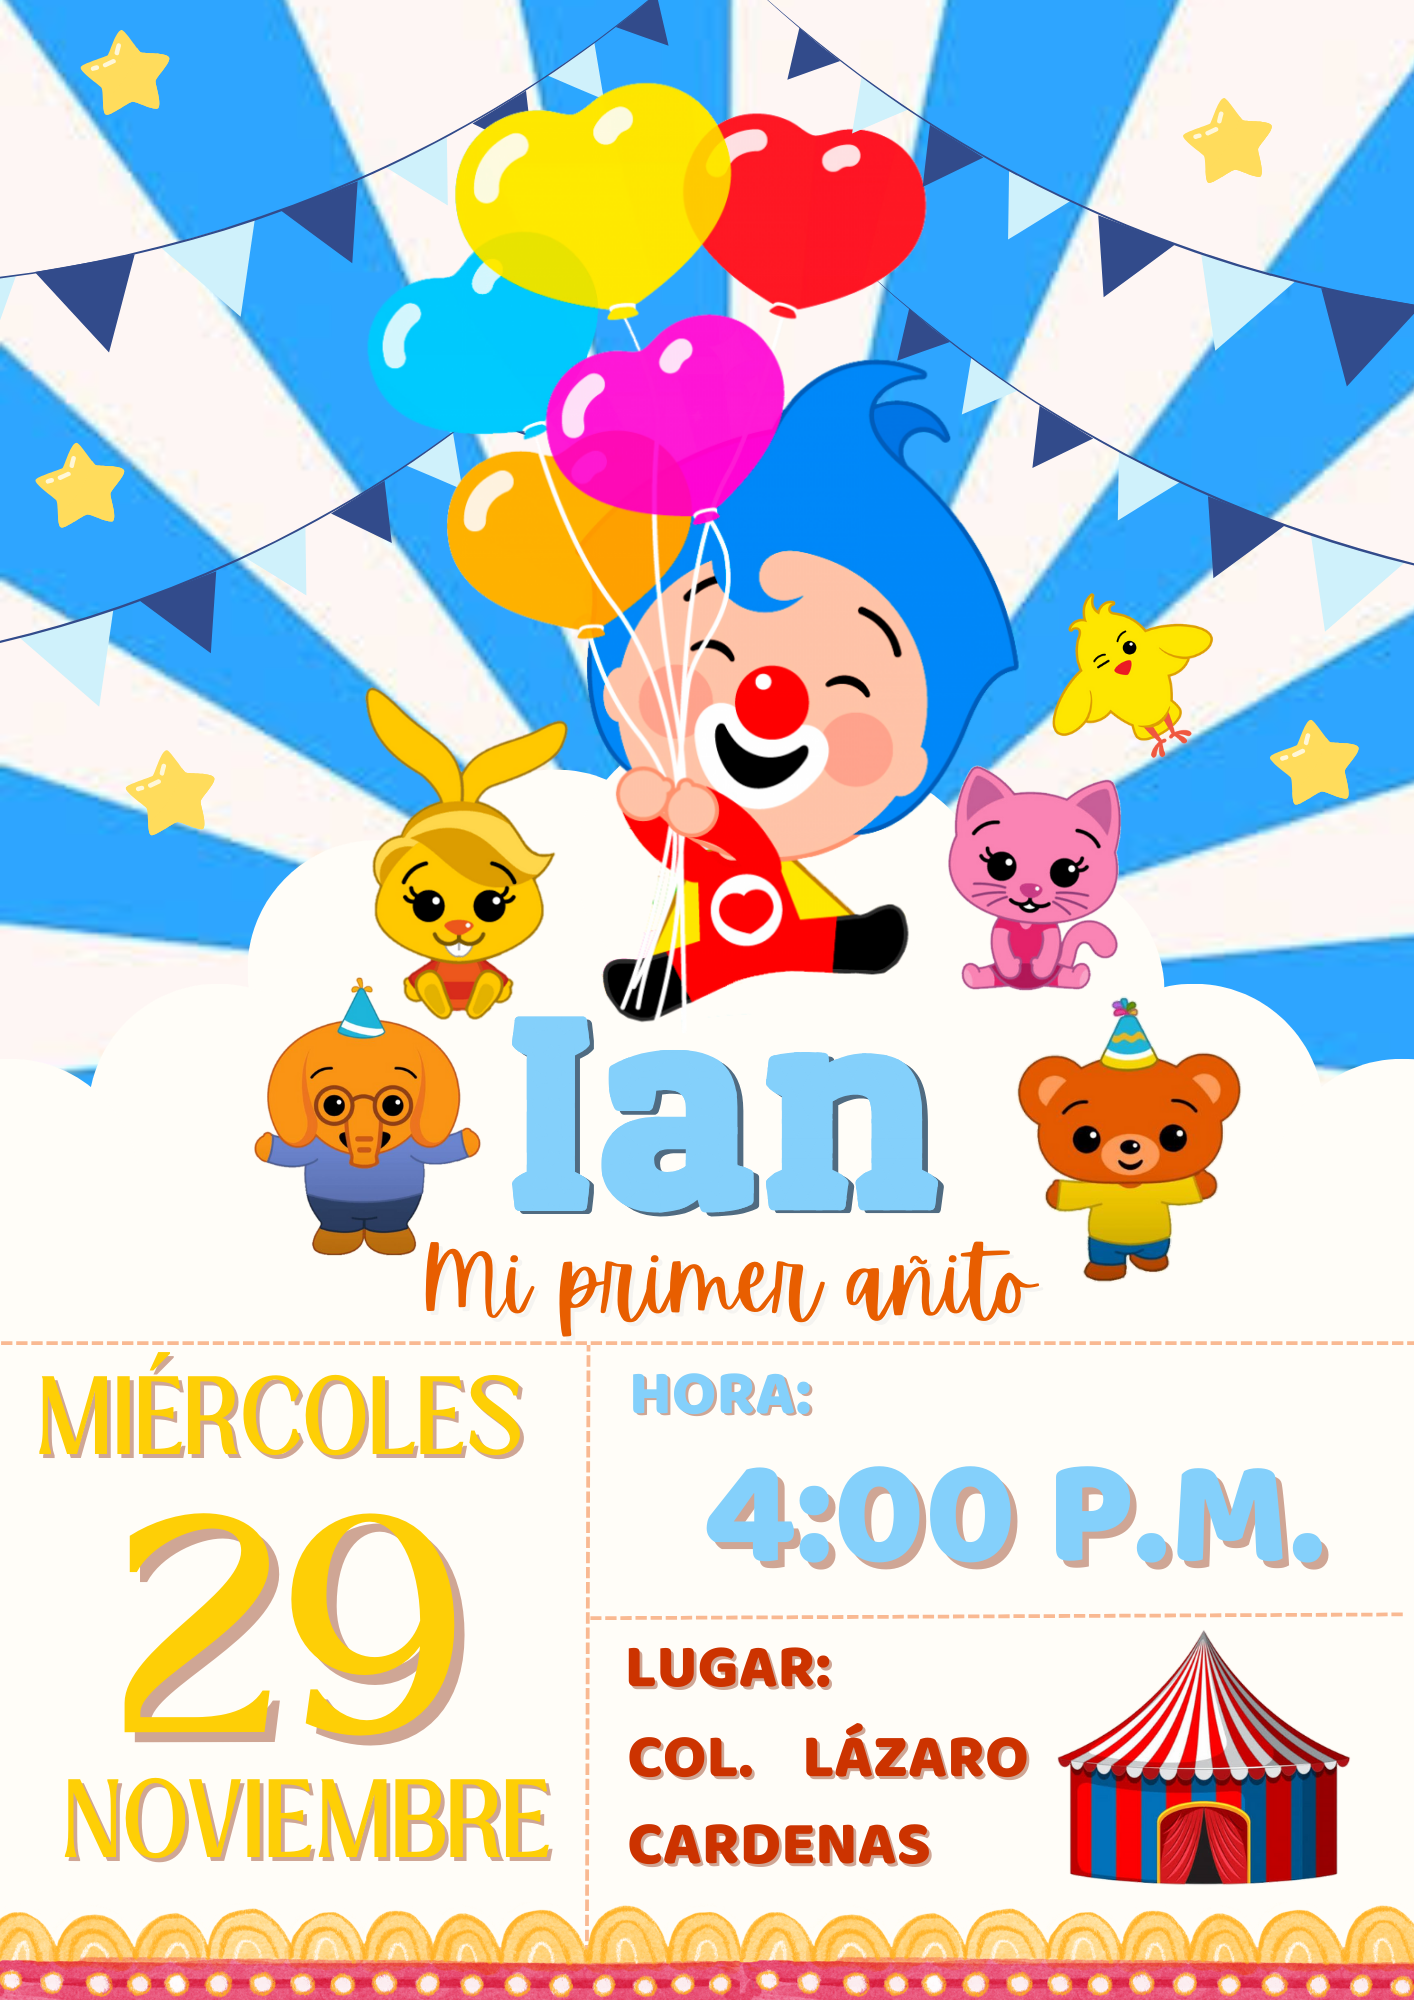 Ian
Mi primer añito
MIÉRCOLES
29
NOVIEMBRE
HORA:
4:00 P.M.
LUGAR:
COL. LÁZARO
CARDENAS